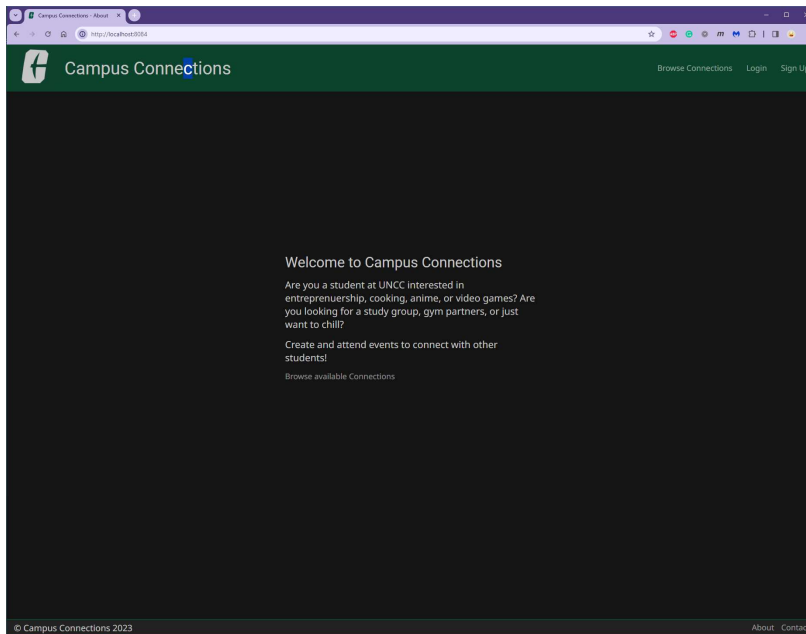 Campus Connections - About
http://localhost:8084
Campus Connections
Browse Connections Login Sign U
Welcome to Campus Connections
Are you a student at UNCC interested in
entreprenuership, cooking, anime, or video games? Are
you looking for a study group, gym partners, or just
want to chill?
Create and attend events to connect with other
students!
Browse available Connections
© Campus Connections 2023
About Contac